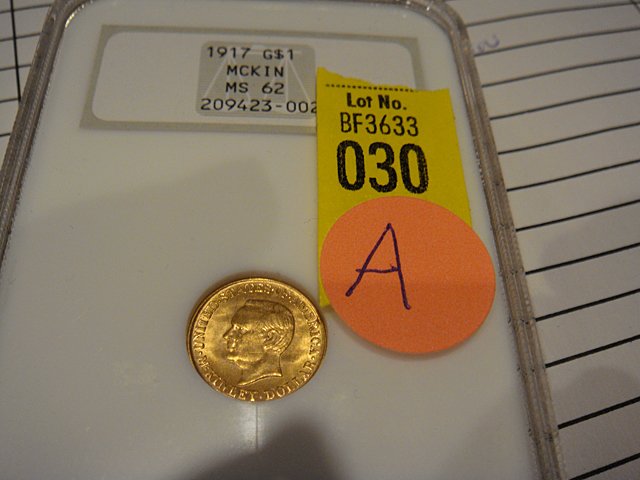 1917 G$1
MCKIN
MS 62
209423-002
Lot No.
BF3633
030
A
UNITED·STATES·OF·AMERICA
McKINLEY·DOLLAR